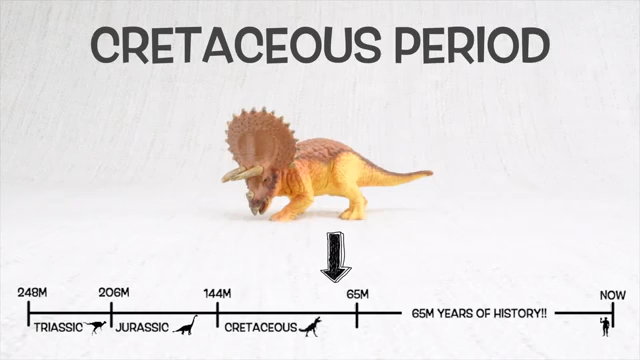 CRETACEOUS PERIOD
248M 206M 144M 65M NOW
65M YEARS OF HISTORY!!
TRIASSIC JURASSIC CRETACEOUS